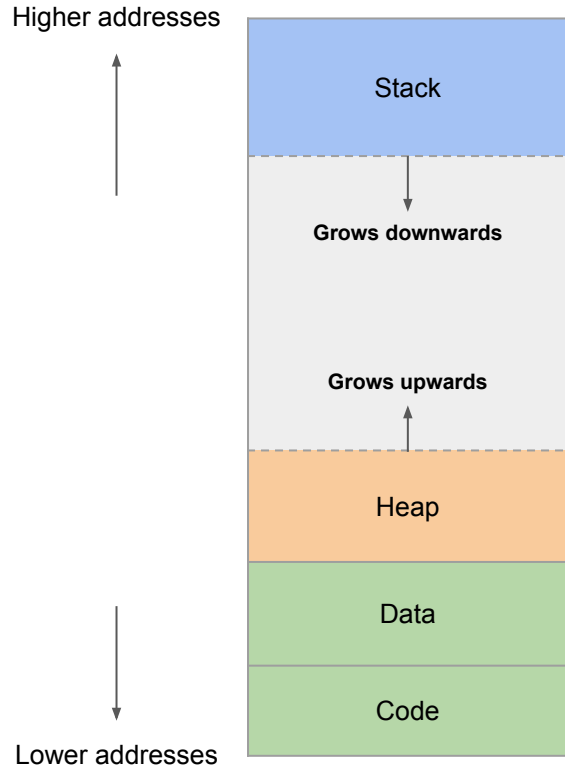 Higher addresses
Stack
Grows downwards
Grows upwards
Heap
Data
Code
Lower addresses